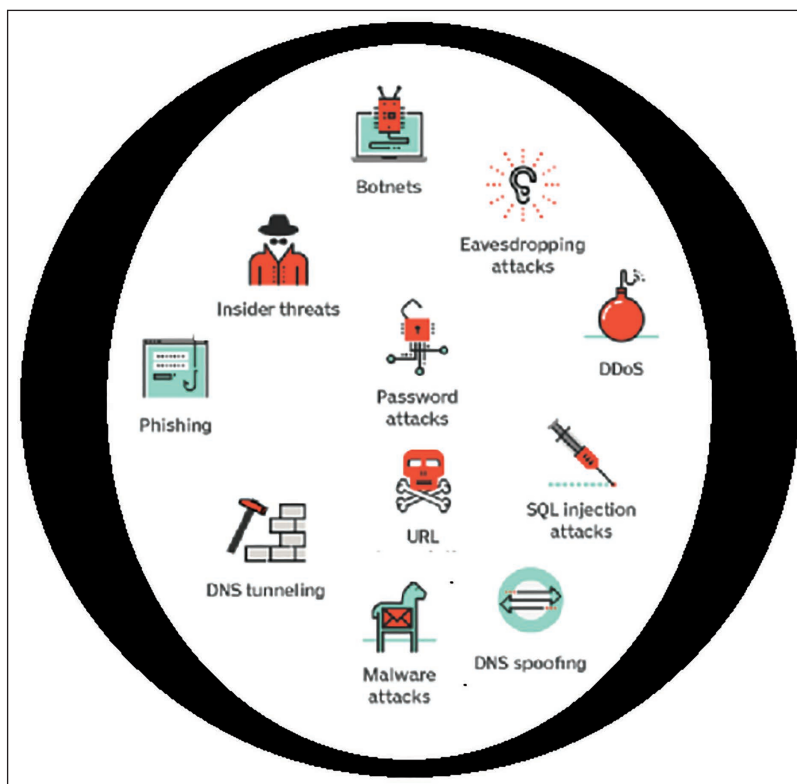 Botnets
Eavesdropping
attacks
Insider threats
DDoS
Password
attacks
Phishing
SQL injection
attacks
URL
DNS tunneling
DNS spoofing
Malware
attacks